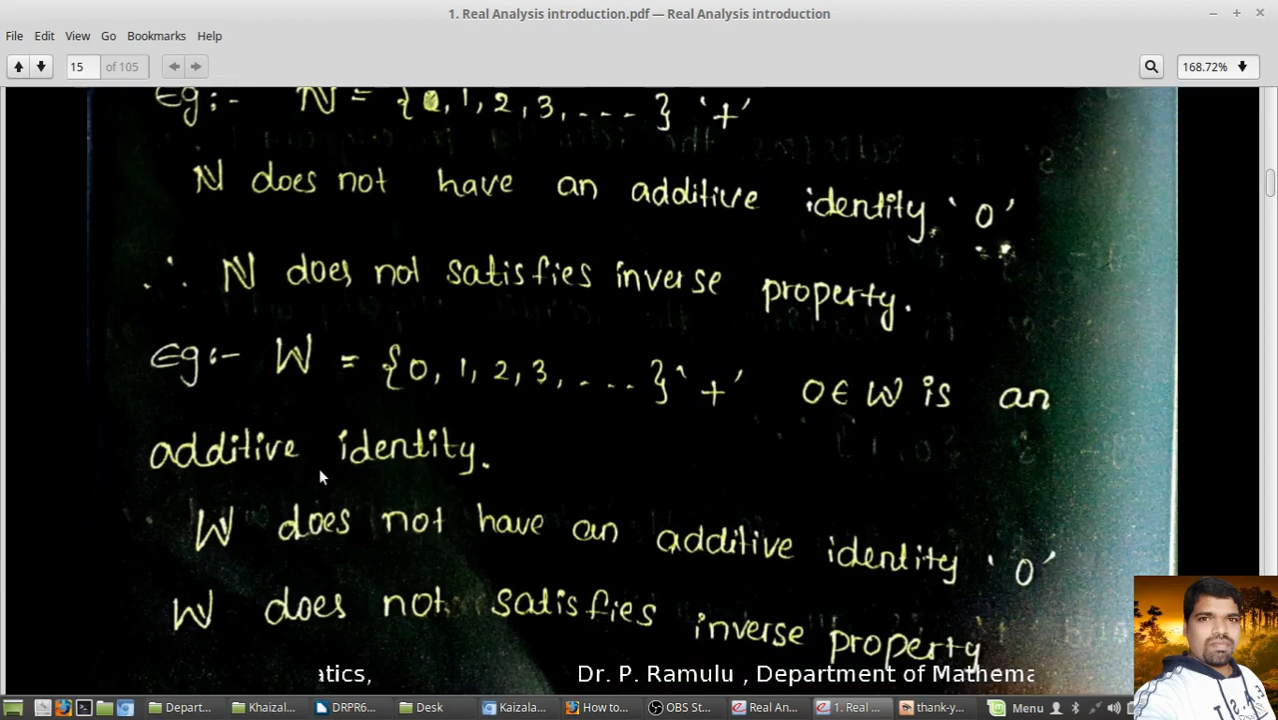 1. Real Analysis introduction.pdf — Real Analysis introduction
File Edit View Go Bookmarks Help
15 of 105 168.72%
Eg:- N = { , 1, 2, 3, .... } '+'
N does not have an additive identity '0'
∴ N does not satisfies inverse property.
Eg:- W = {0, 1, 2, 3, .... } '+' 0 ∈ W is an
additive identity.
W does not have an additive identity '0'
W does not satisfies inverse property
atics, Dr. P. Ramulu , Department of Mathema
Depart... Khaizal... DRPR6... Desk Kaizala... How to... OBS St... Real An... 1. Real ... thank-y... Menu